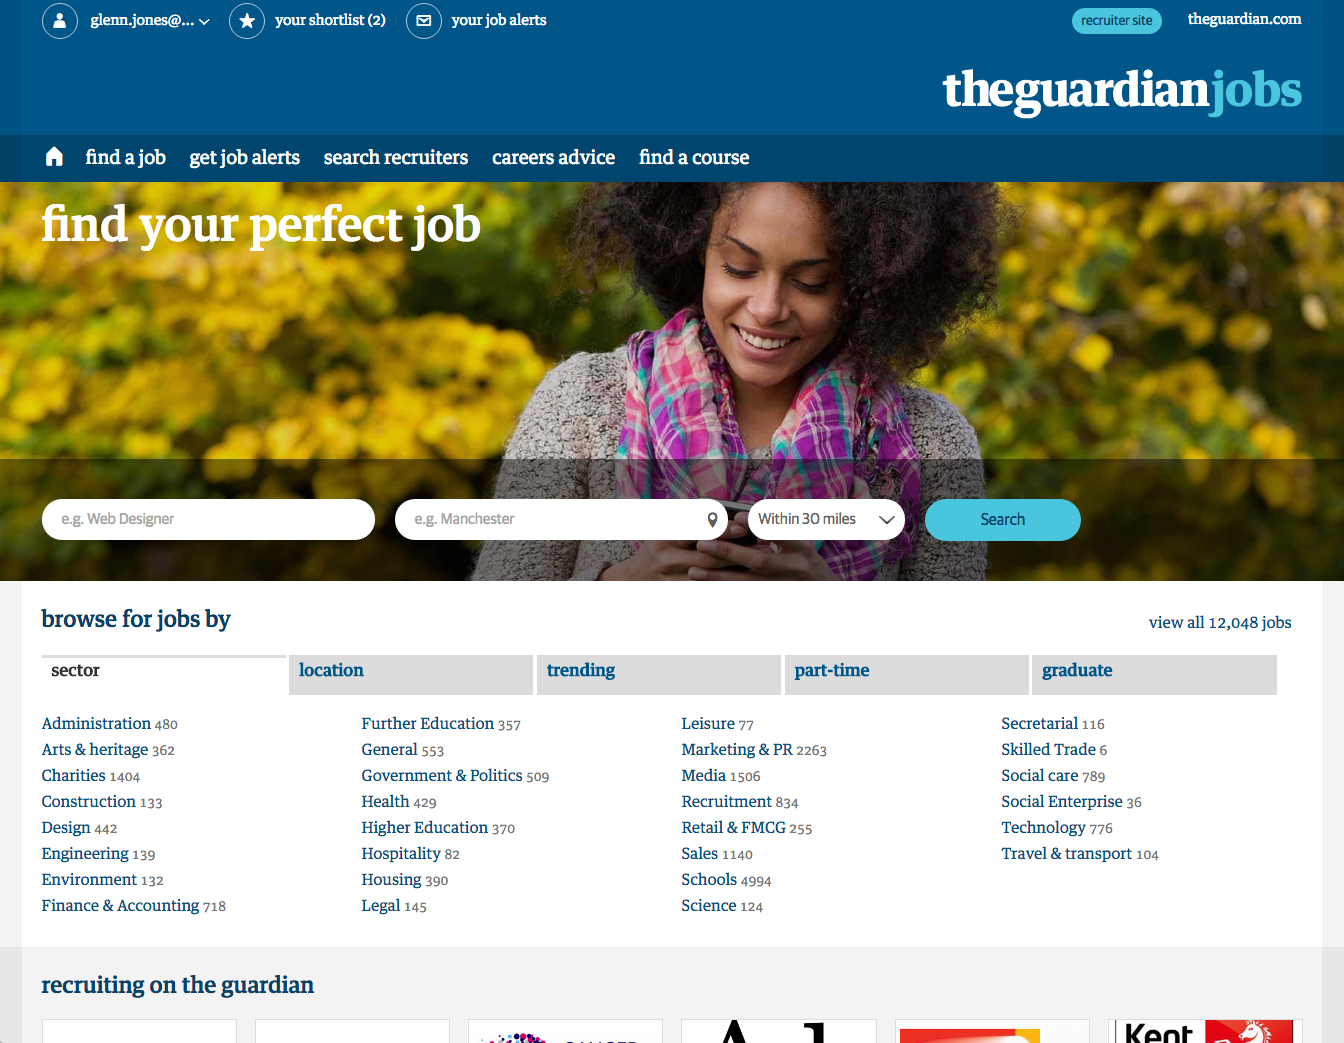 glenn.jones@... your shortlist (2) your job alerts recruiter site theguardian.com
theguardianjobs
find a job get job alerts search recruiters careers advice find a course
find your perfect job
e.g. Web Designer e.g. Manchester Within 30 miles Search
browse for jobs by view all 12,048 jobs
sector location trending part-time graduate
Administration 480 Further Education 357 Leisure 77 Secretarial 116
Arts & heritage 362 General 553 Marketing & PR 2263 Skilled Trade 6
Charities 1404 Government & Politics 509 Media 1506 Social care 789
Construction 133 Health 429 Recruitment 834 Social Enterprise 36
Design 442 Higher Education 370 Retail & FMCG 255 Technology 776
Engineering 139 Hospitality 82 Sales 1140 Travel & transport 104
Environment 132 Housing 390 Schools 4994
Finance & Accounting 718 Legal 145 Science 124
recruiting on the guardian
Kent